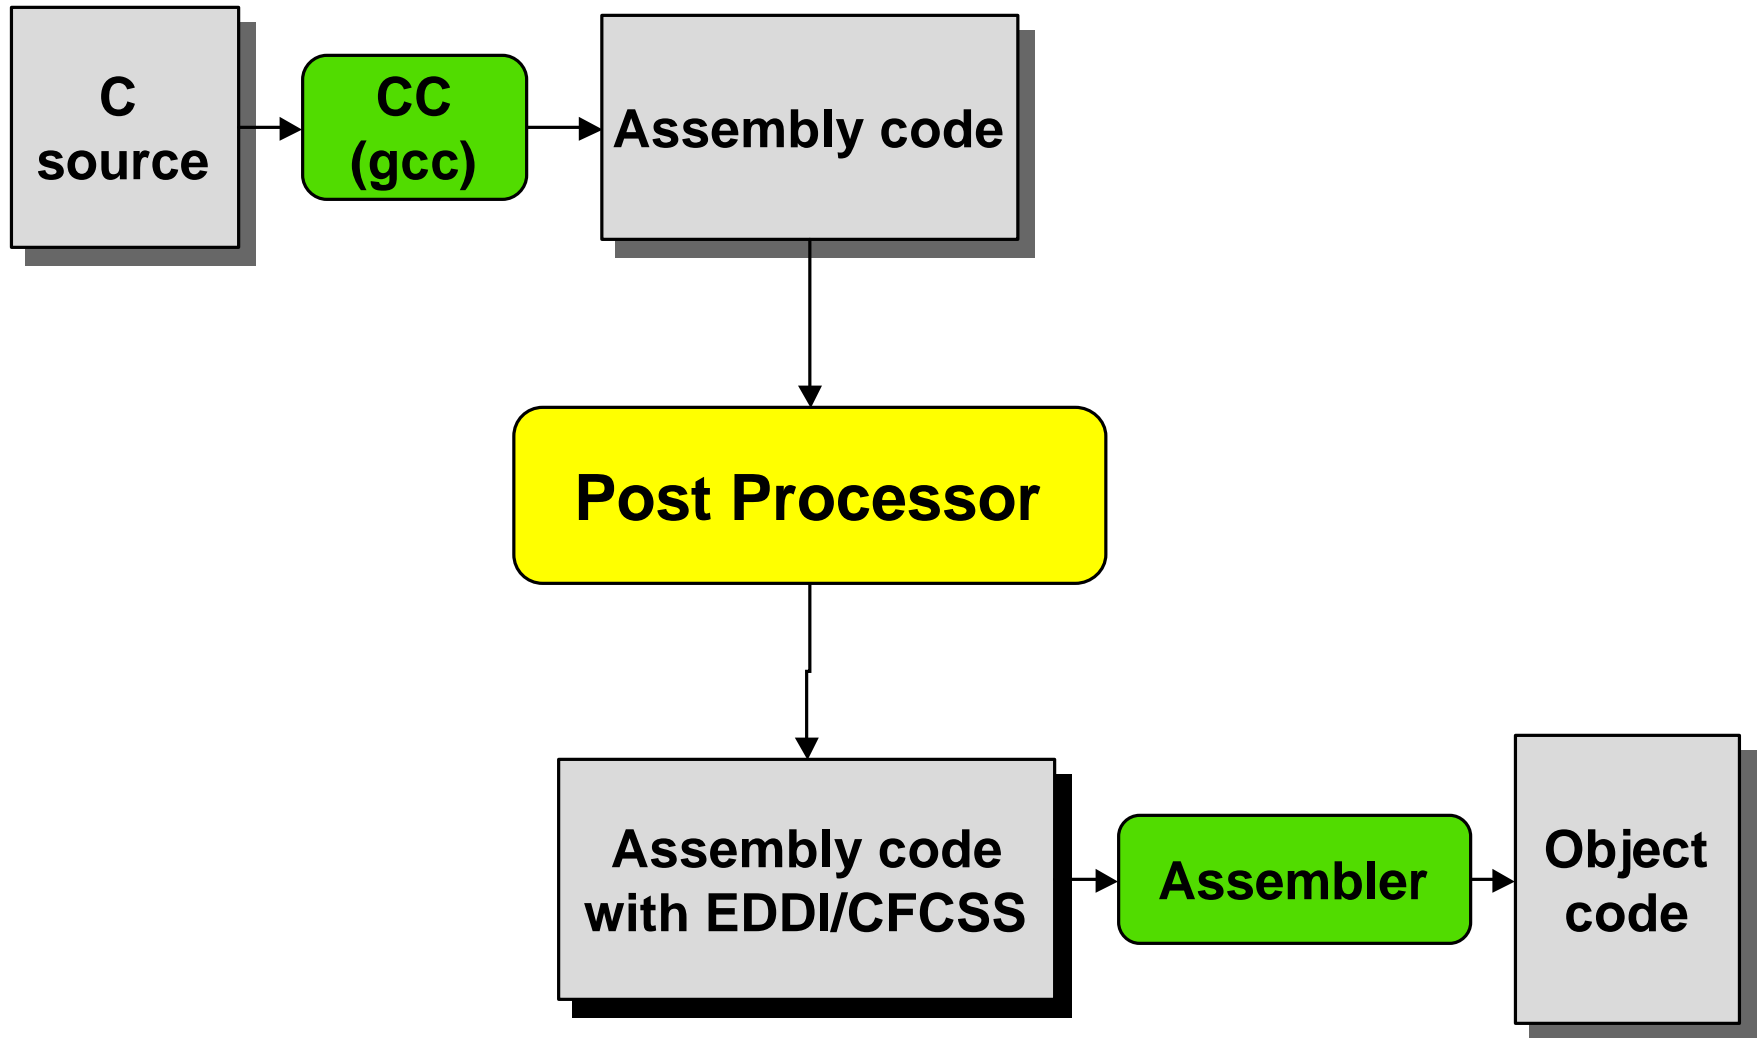 C
source
CC
(gcc)
Assembly code
Post Processor
Assembly code
with EDDI/CFCSS
Assembler
Object
code